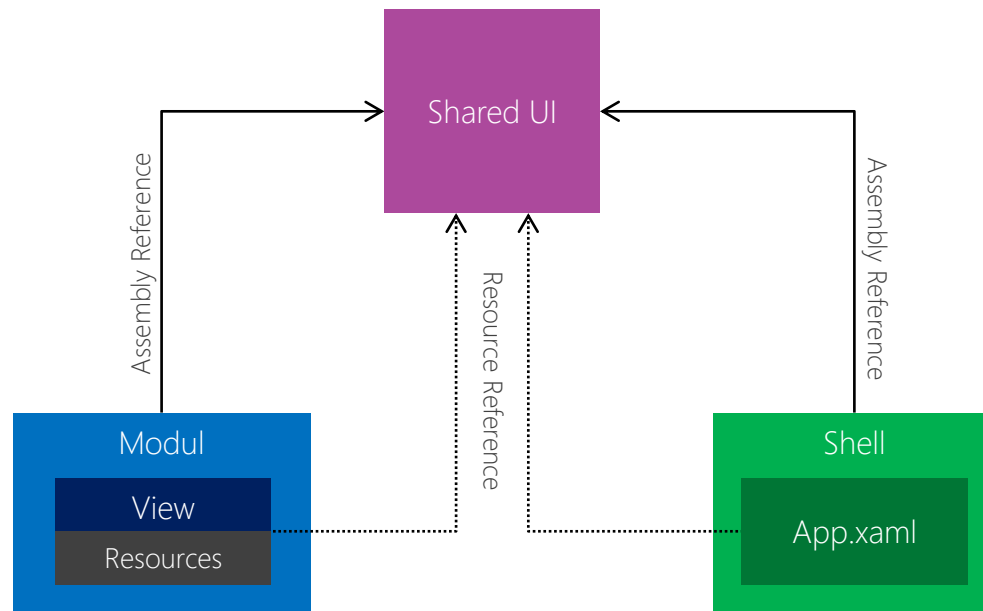 Shared UI
Assembly Reference
Resource Reference
Assembly Reference
Modul
View
Resources
Shell
App.xaml